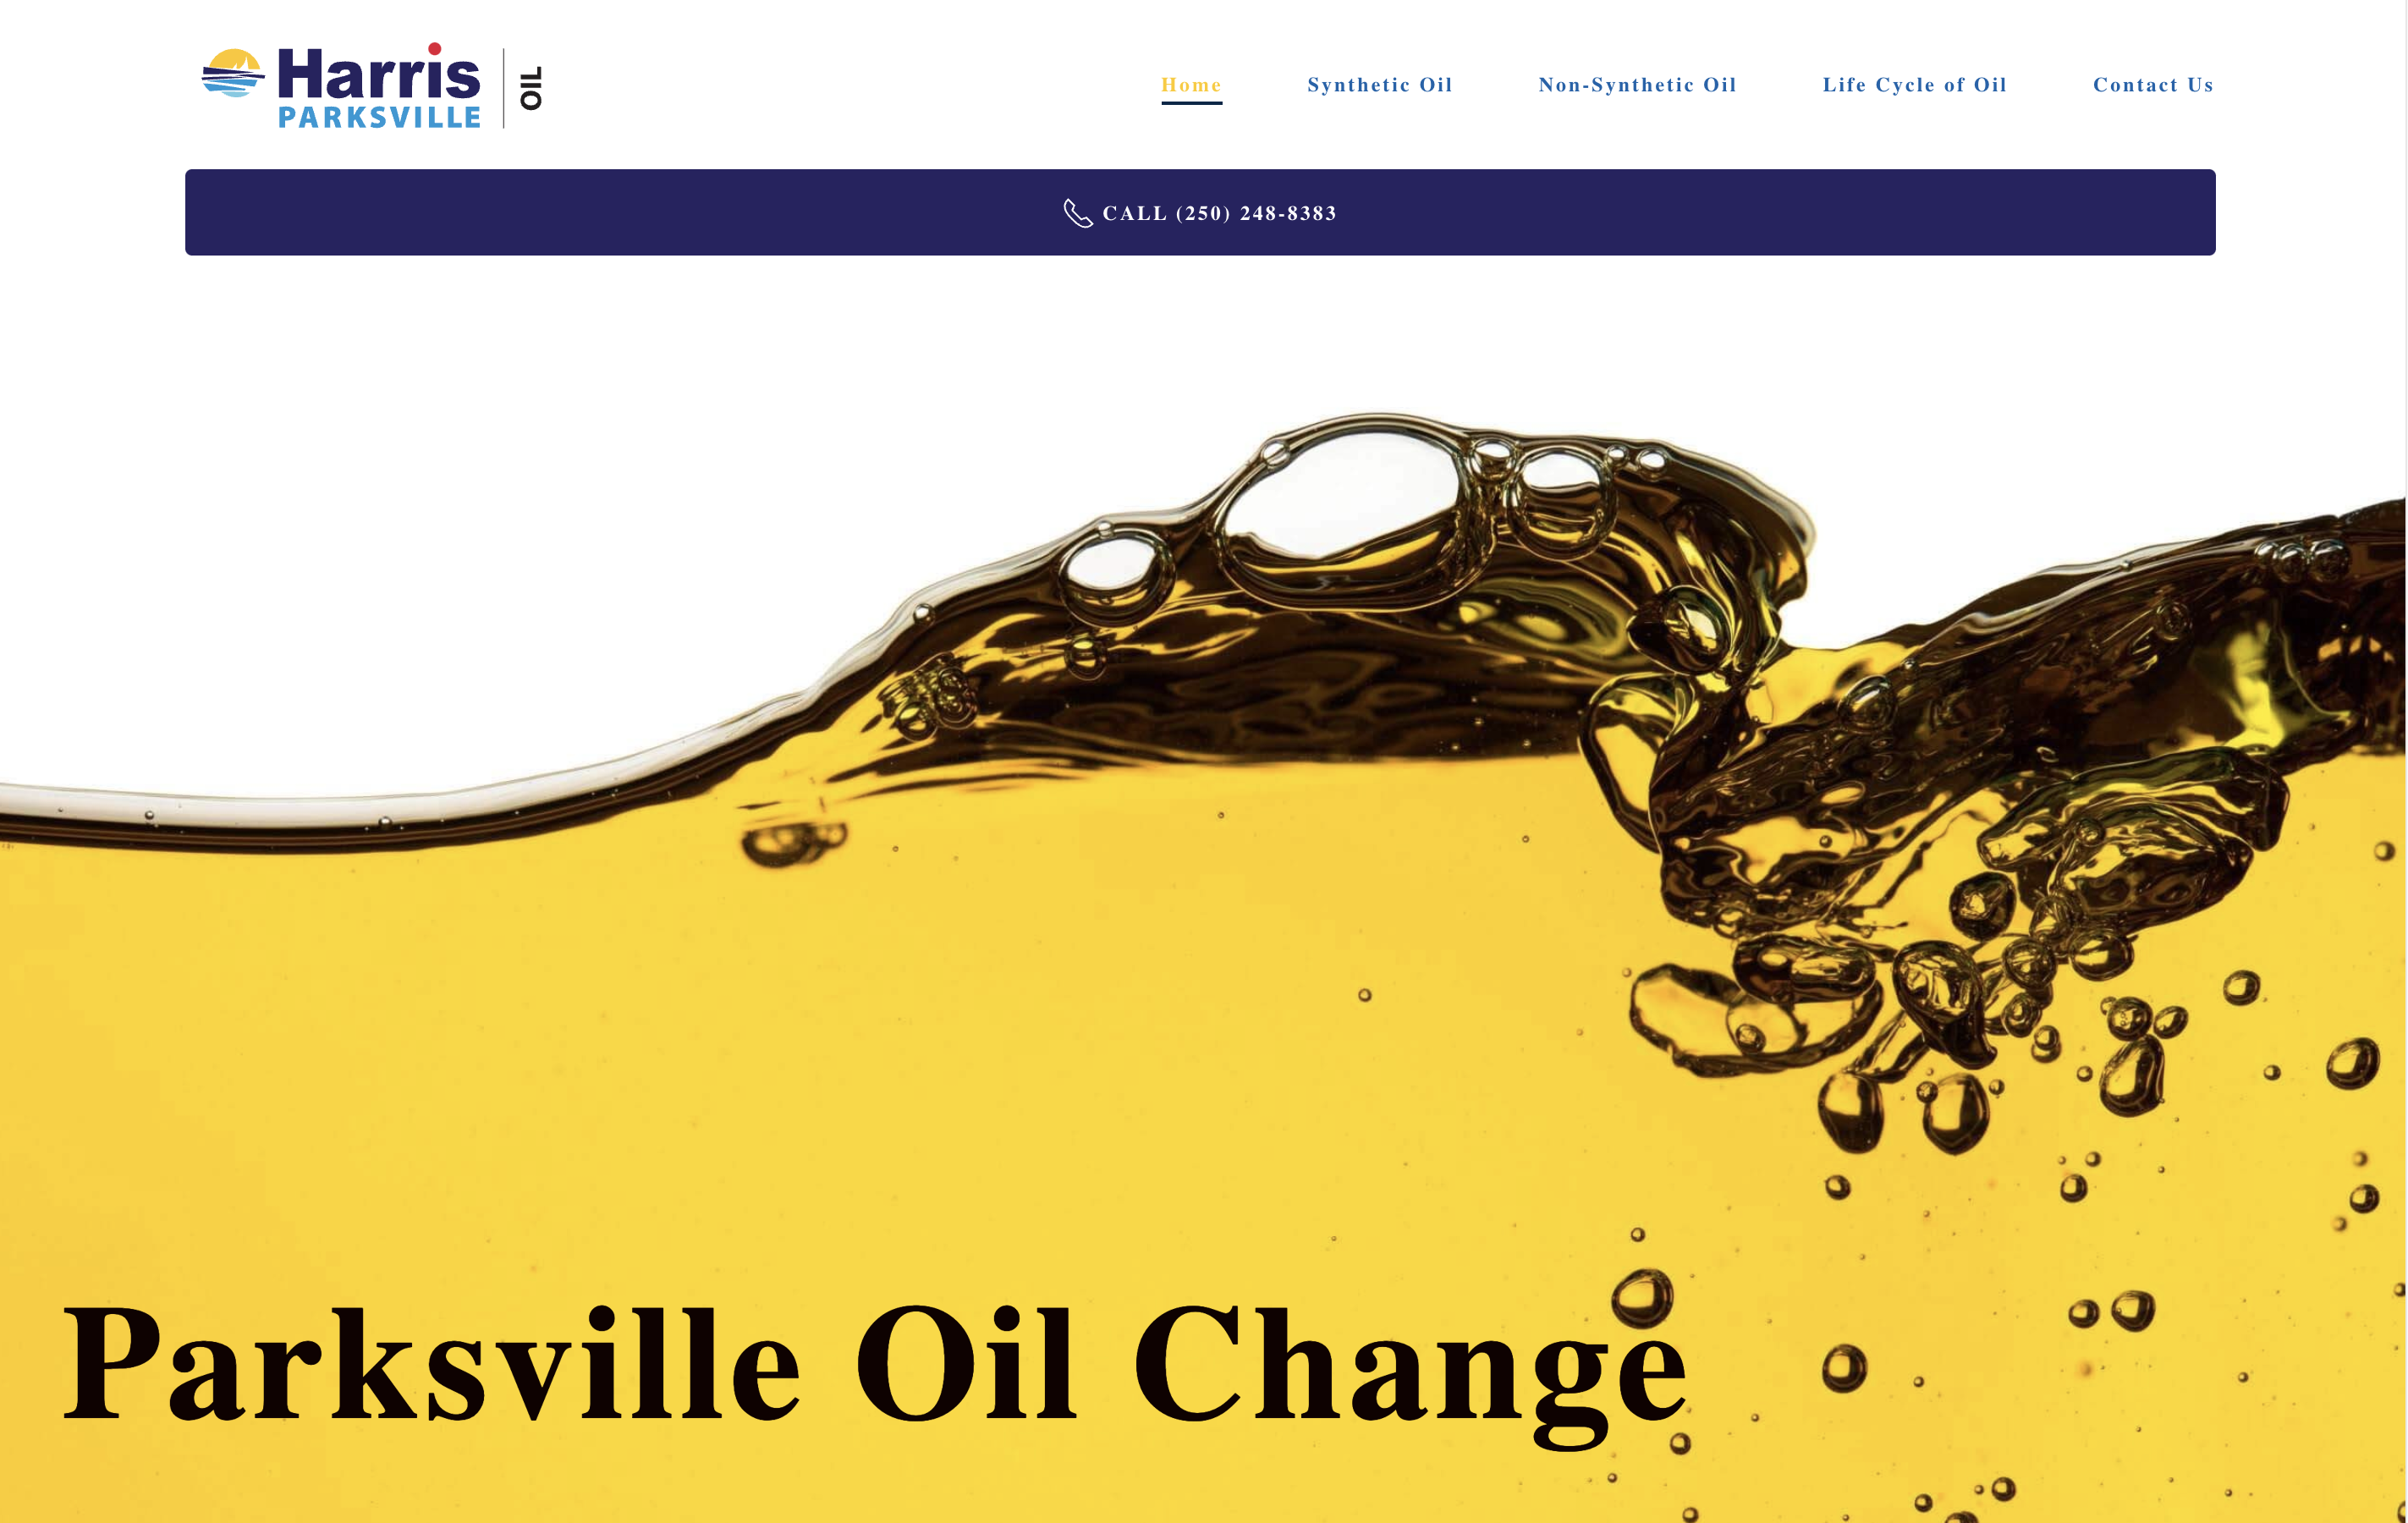 Harris
PARKSVILLE
OIL
Home
Synthetic Oil
Non-Synthetic Oil
Life Cycle of Oil
Contact Us
CALL (250) 248-8383
Parksville Oil Change